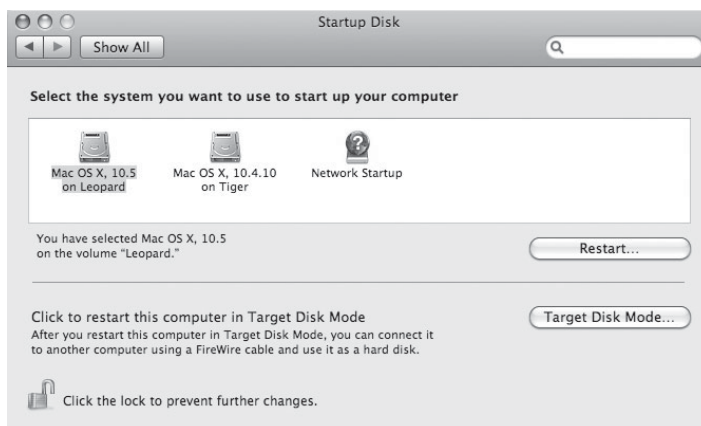 Startup Disk
Show All
Select the system you want to use to start up your computer
Mac OS X, 10.5
on Leopard
Mac OS X, 10.4.10
on Tiger
Network Startup
You have selected Mac OS X, 10.5
on the volume “Leopard.”
Restart...
Click to restart this computer in Target Disk Mode
After you restart this computer in Target Disk Mode, you can connect it
to another computer using a FireWire cable and use it as a hard disk.
Target Disk Mode...
Click the lock to prevent further changes.